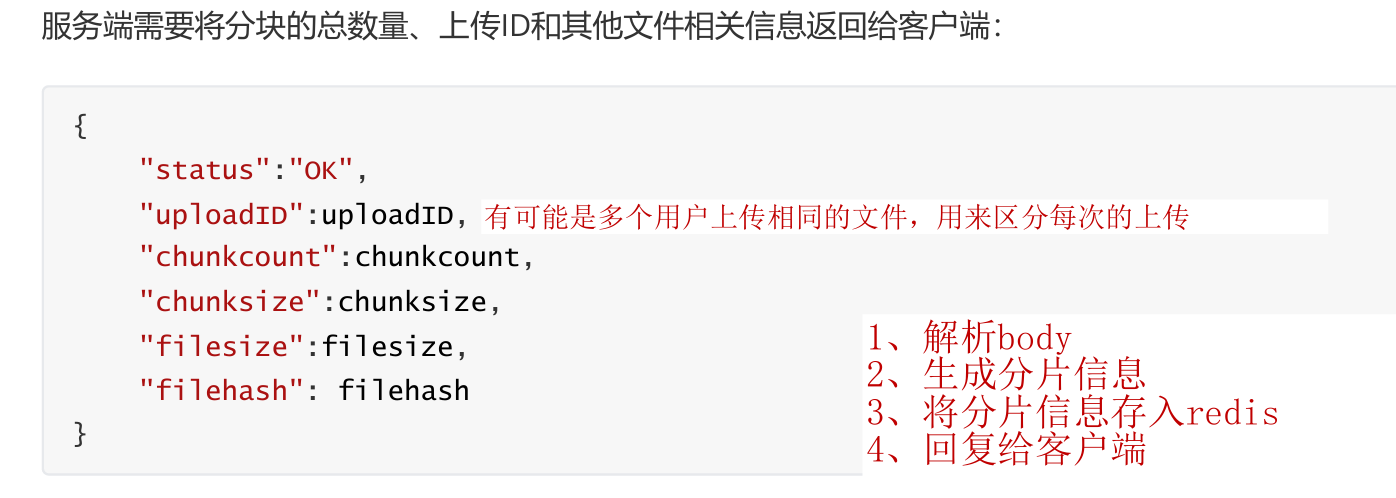 服务端需要将分块的总数量、上传ID和其他文件相关信息返回给客户端：
{
"status":"OK",
"uploadID":uploadID, 有可能是多个用户上传相同的文件，用来区分每次的上传
"chunkcount":chunkcount,
"chunksize":chunksize,
"filesize":filesize,
"filehash": filehash
}
1、解析body
2、生成分片信息
3、将分片信息存入redis
4、回复给客户端